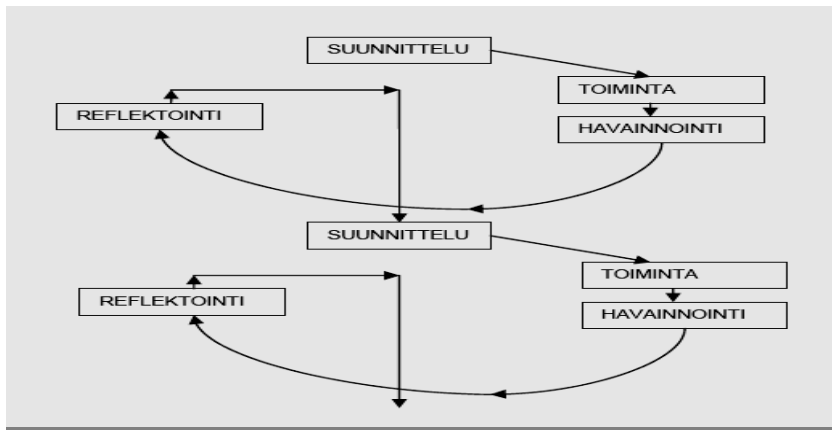 SUUNNITTELU
TOIMINTA
HAVAINNOINTI
REFLEKTOINTI
SUUNNITTELU
TOIMINTA
HAVAINNOINTI
REFLEKTOINTI